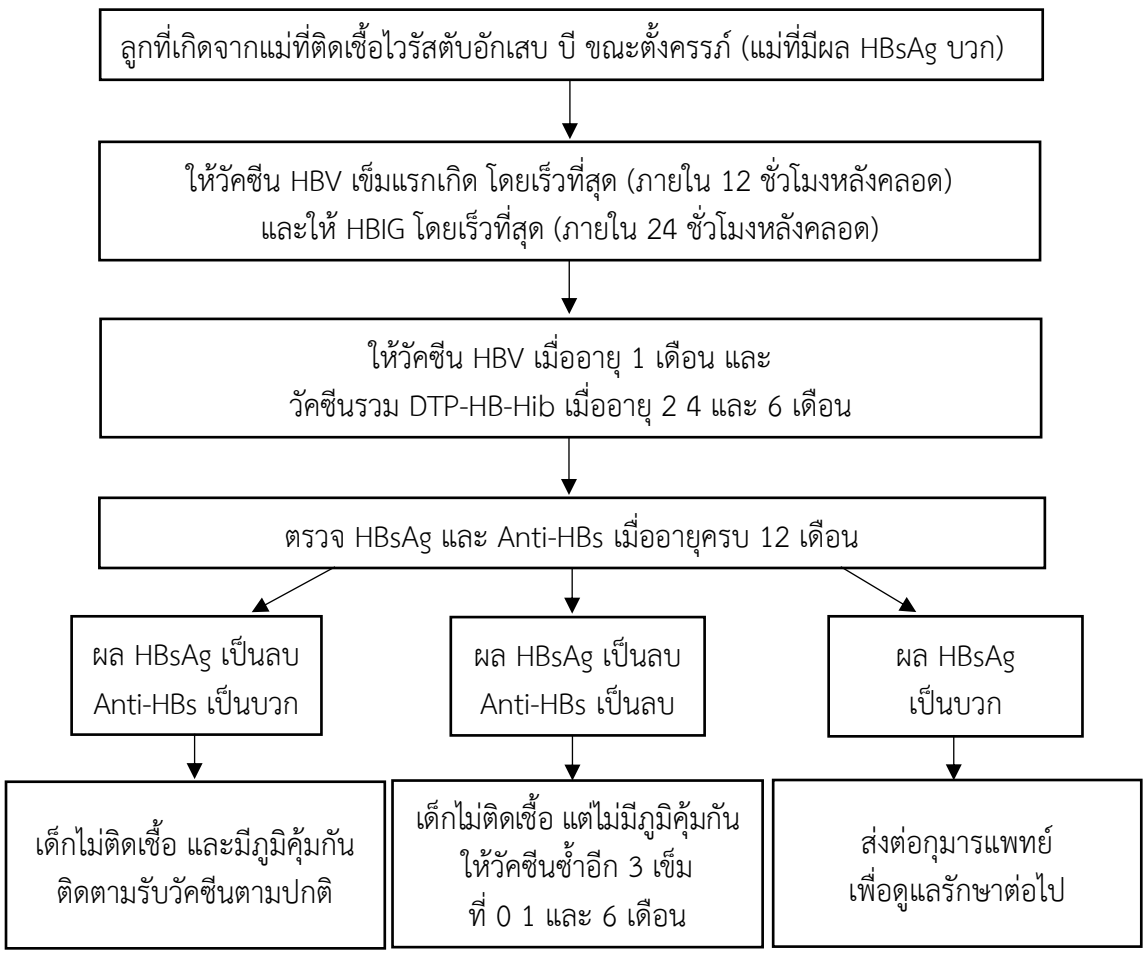 ลูกที่เกิดจากแม่ที่ติดเชื้อไวรัสตับอักเสบ บี ขณะตั้งครรภ์ (แม่ที่มีผล HBsAg บวก)
ให้วัคซีน HBV เข็มแรกเกิด โดยเร็วที่สุด (ภายใน 12 ชั่วโมงหลังคลอด)
และให้ HBIG โดยเร็วที่สุด (ภายใน 24 ชั่วโมงหลังคลอด)
ให้วัคซีน HBV เมื่ออายุ 1 เดือน และ
วัคซีนรวม DTP-HB-Hib เมื่ออายุ 2 4 และ 6 เดือน
ตรวจ HBsAg และ Anti-HBs เมื่ออายุครบ 12 เดือน
ผล HBsAg เป็นลบ
Anti-HBs เป็นบวก
ผล HBsAg เป็นลบ
Anti-HBs เป็นลบ
ผล HBsAg
เป็นบวก
เด็กไม่ติดเชื้อ และมีภูมิคุ้มกัน
ติดตามรับวัคซีนตามปกติ
เด็กไม่ติดเชื้อ แต่ไม่มีภูมิคุ้มกัน
ให้วัคซีนซ้ำอีก 3 เข็ม
ที่ 0 1 และ 6 เดือน
ส่งต่อกุมารแพทย์
เพื่อดูแลรักษาต่อไป